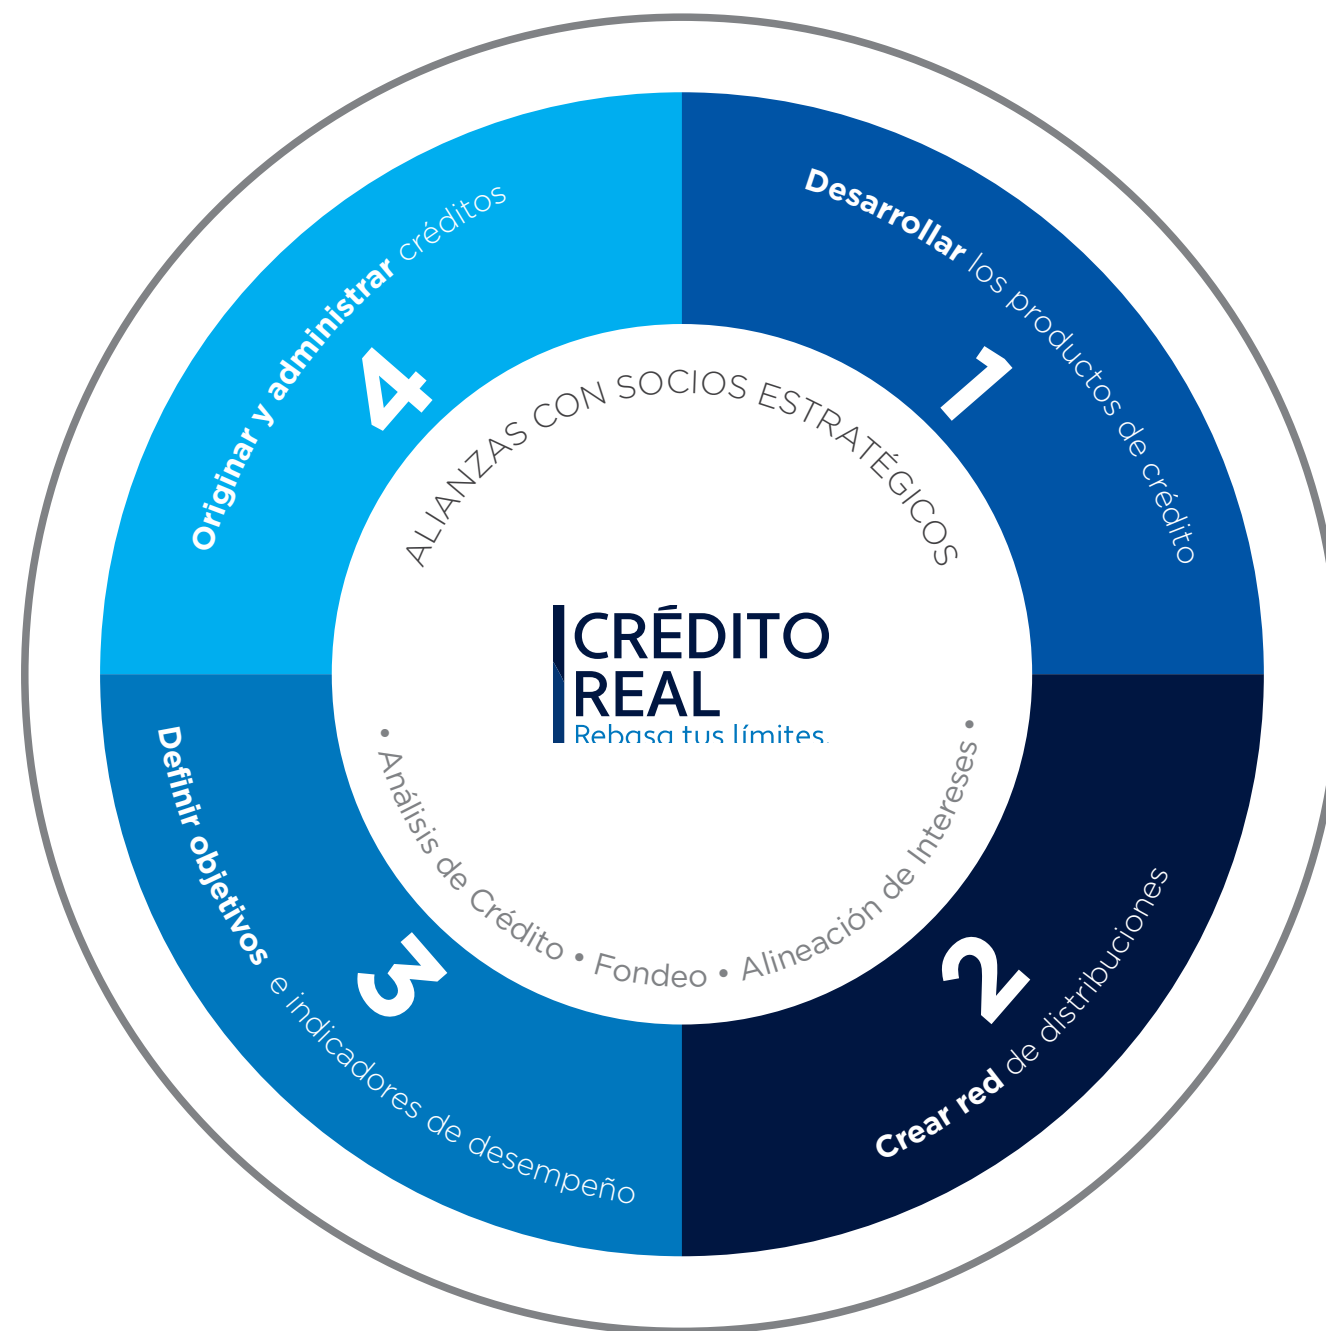 Desarrollar los productos de crédito
1
Crear red de distribuciones
2
Definir objetivos e indicadores de desempeño
3
Originar y administrar créditos
4
ALIANZAS CON SOCIOS ESTRATÉGICOS
CRÉDITO
REAL
Rebasa tus límites.
• Análisis de Crédito • Fondeo • Alineación de Intereses •